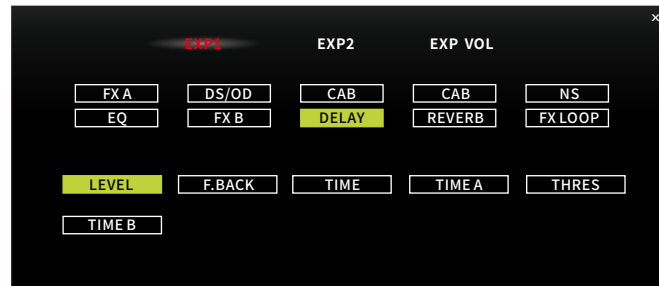 ×
EXP1 EXP2 EXP VOL
FX A DS/OD CAB CAB NS
EQ FX B DELAY REVERB FX LOOP
LEVEL F.BACK TIME TIME A THRES
TIME B